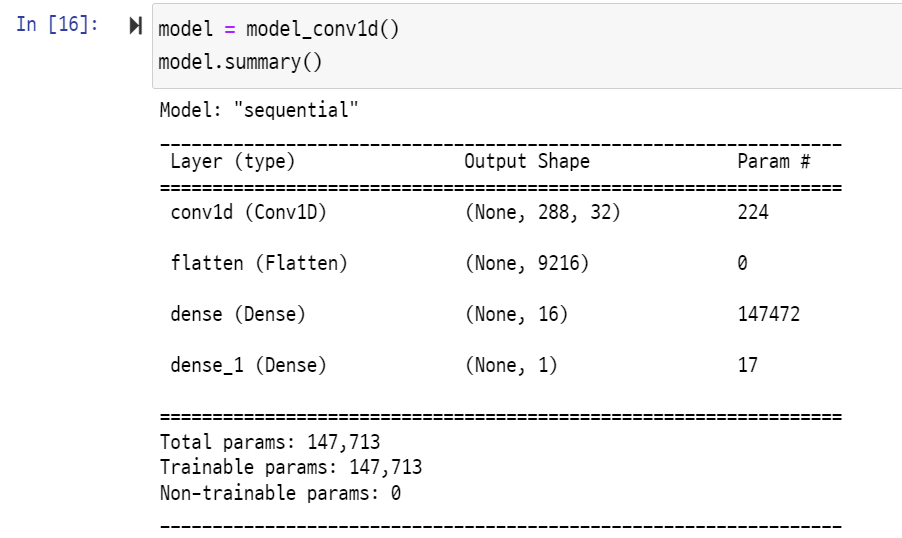 In [16]:
model = model_conv1d()
model.summary()
Model: "sequential"
_________________________________________________________________
Layer (type) Output Shape Param #
=================================================================
conv1d (Conv1D) (None, 288, 32) 224
flatten (Flatten) (None, 9216) 0
dense (Dense) (None, 16) 147472
dense_1 (Dense) (None, 1) 17
=================================================================
Total params: 147,713
Trainable params: 147,713
Non-trainable params: 0
_________________________________________________________________